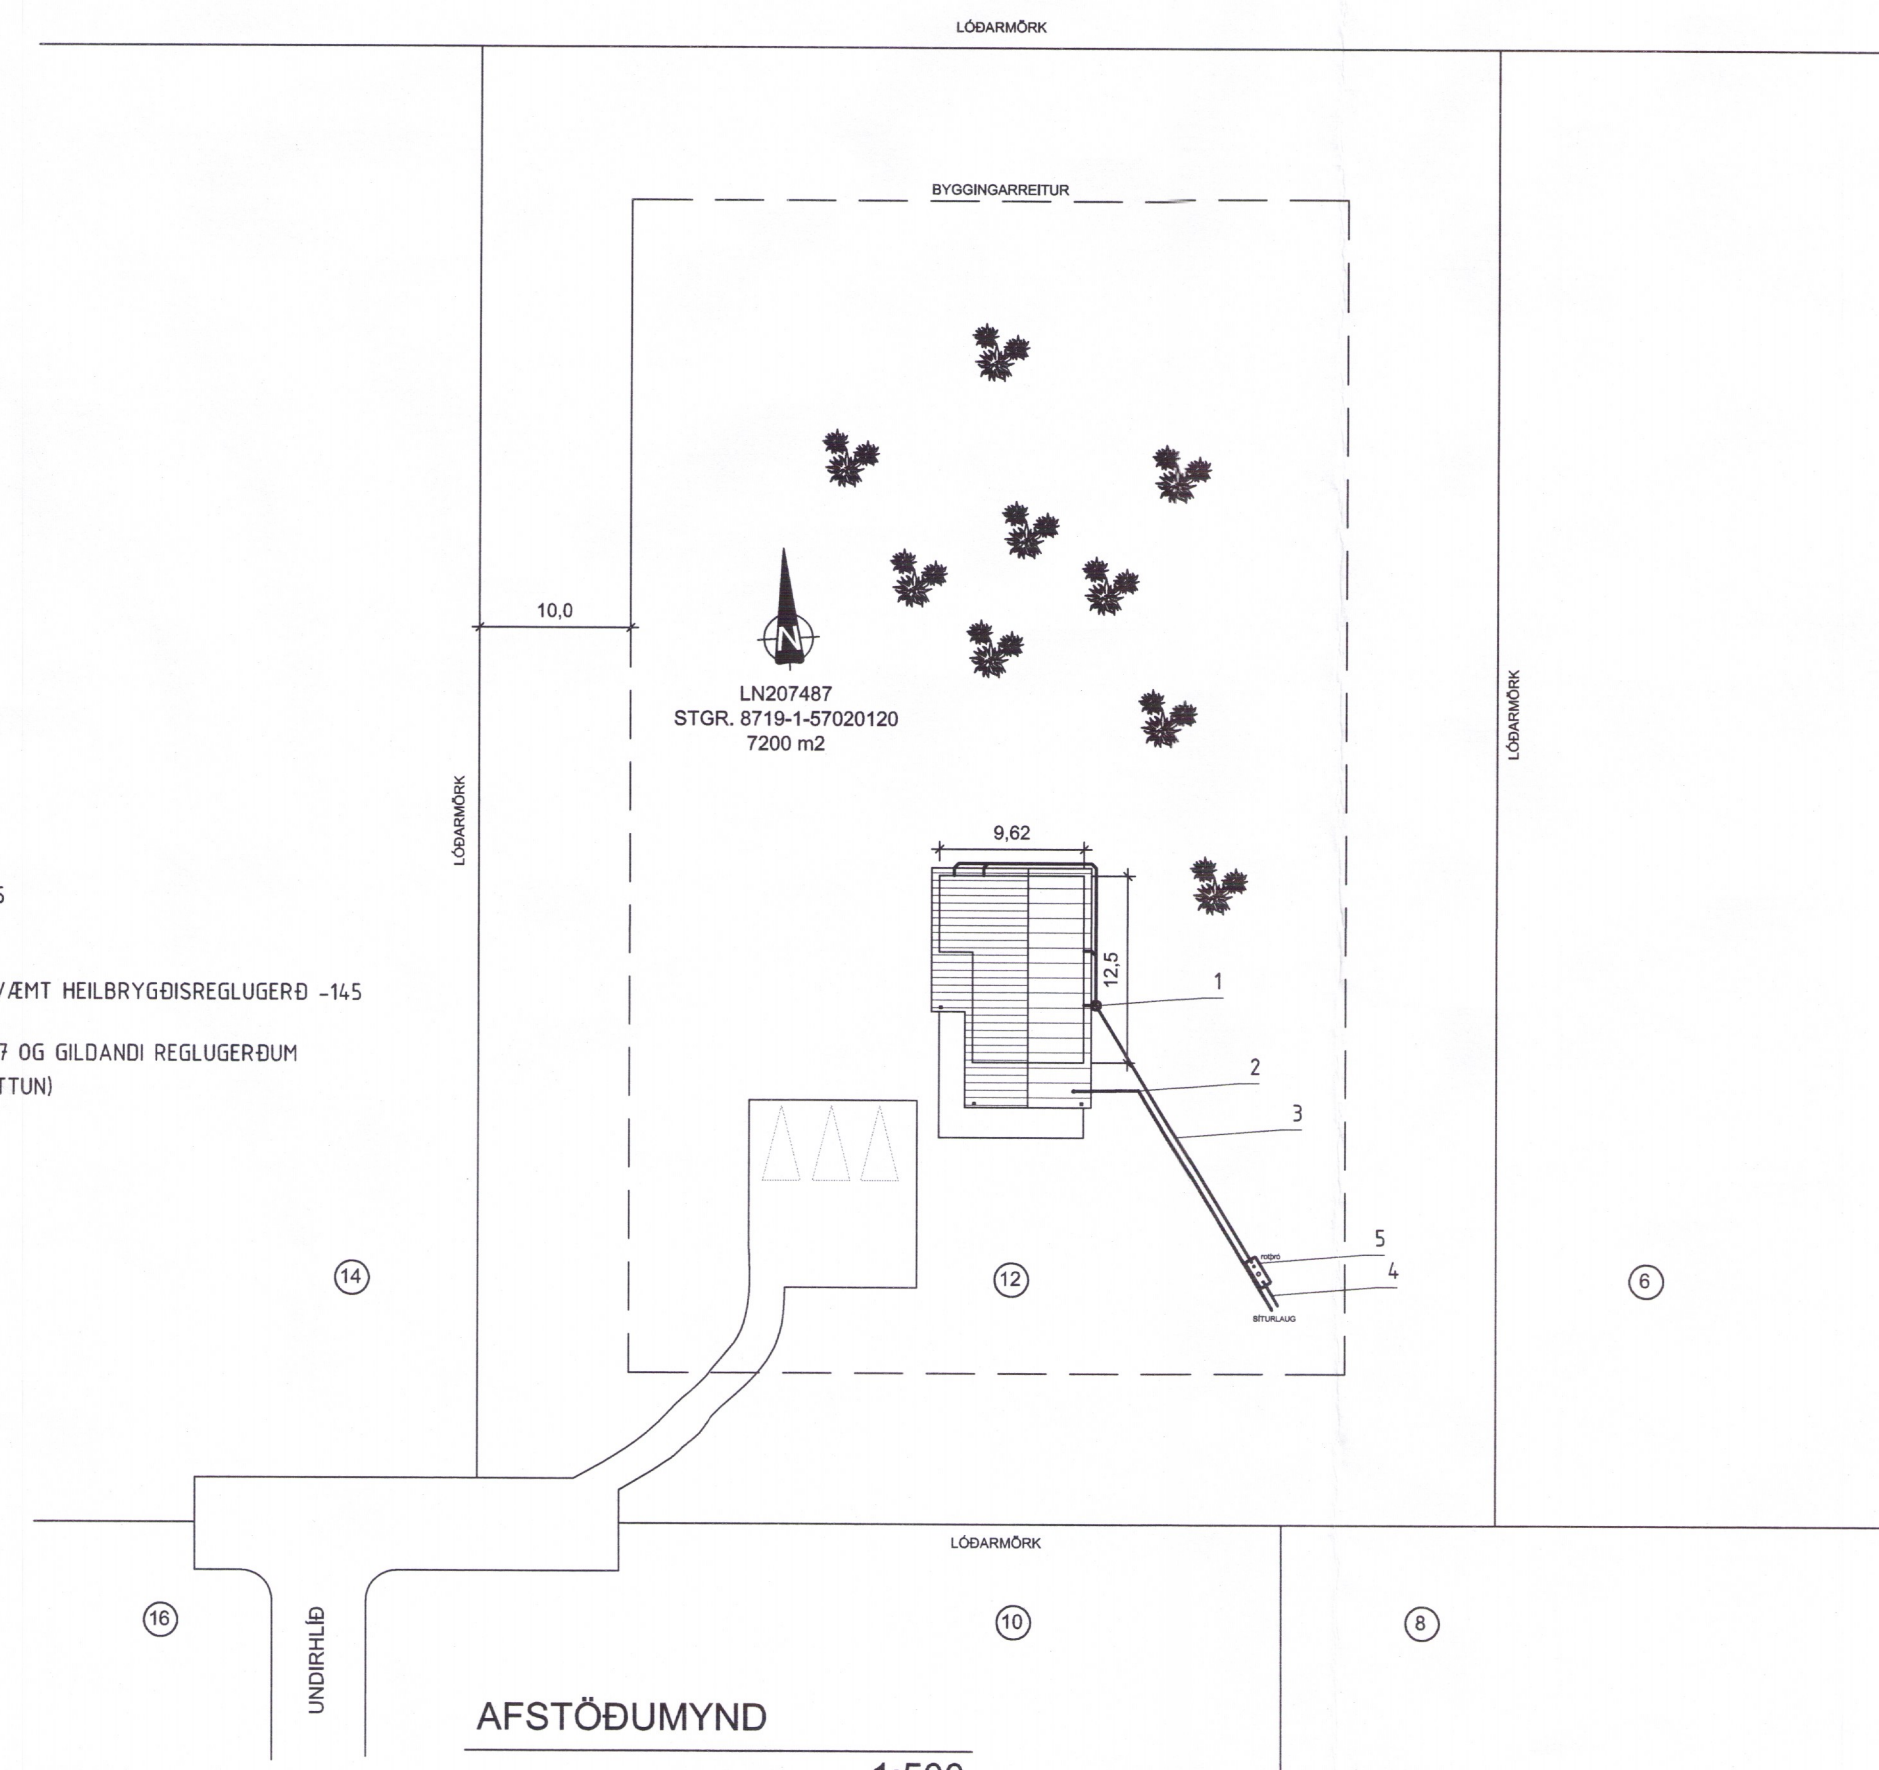 LÓÐARMÖRK
BYGGINGARREITUR
10,0
LN207487
STGR. 8719-1-57020120
7200 m2
LÓÐARMÖRK
LÓÐARMÖRK
9,62
12,5
HEILBRYGÐISREGLUGERÐ -145
7 OG GILDANDI REGLUGERÐUM
1
2
3
5
4
rotþró
SITURLAUG
14
12
6
LÓÐARMÖRK
16
10
8
UNDIRHLÍÐ
AFSTÖÐUMYND